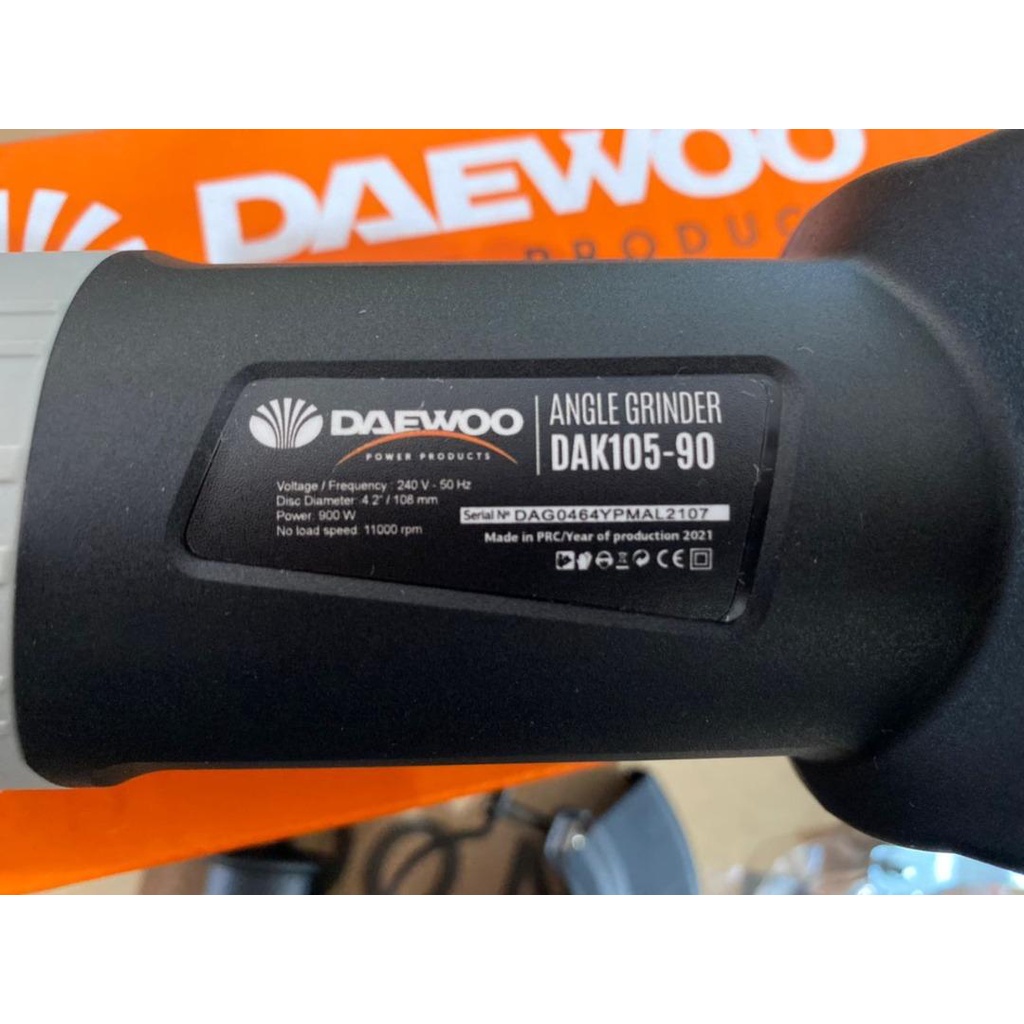 DAEWOO
PRODUC
DAEWOO
POWER PRODUCTS
ANGLE GRINDER
DAK105-90
Voltage / Frequency : 240 V - 50 Hz
Disc Diameter: 4.2" / 108 mm
Power: 900 W
No load speed: 11000 rpm
Serial Nº DAG0464YPMAL2107
Made in PRC/Year of production 2021
CE